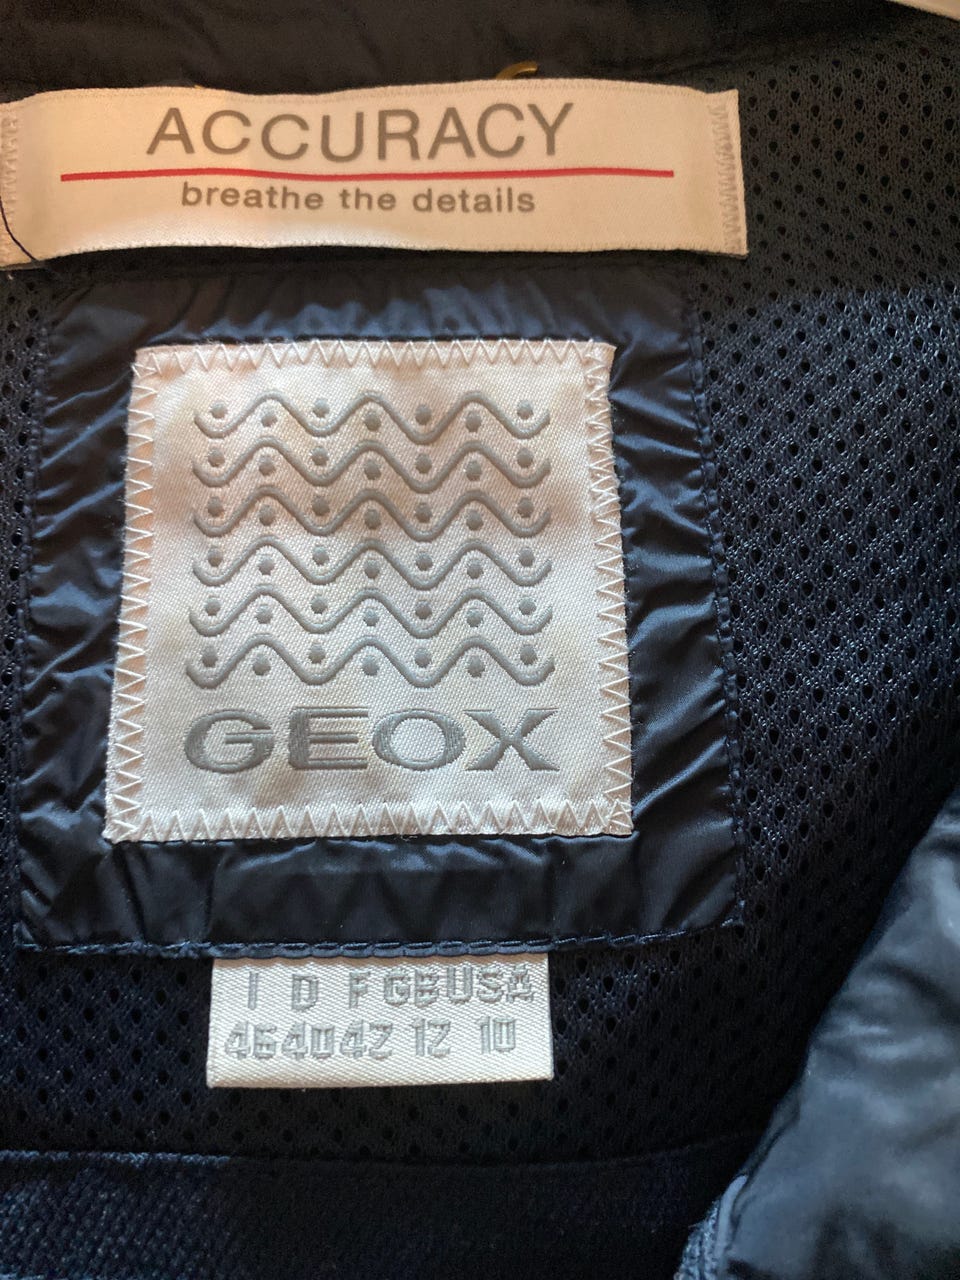 ACCURACY
breathe the details
GEOX
I D F GB USA
46 40 42 12 10